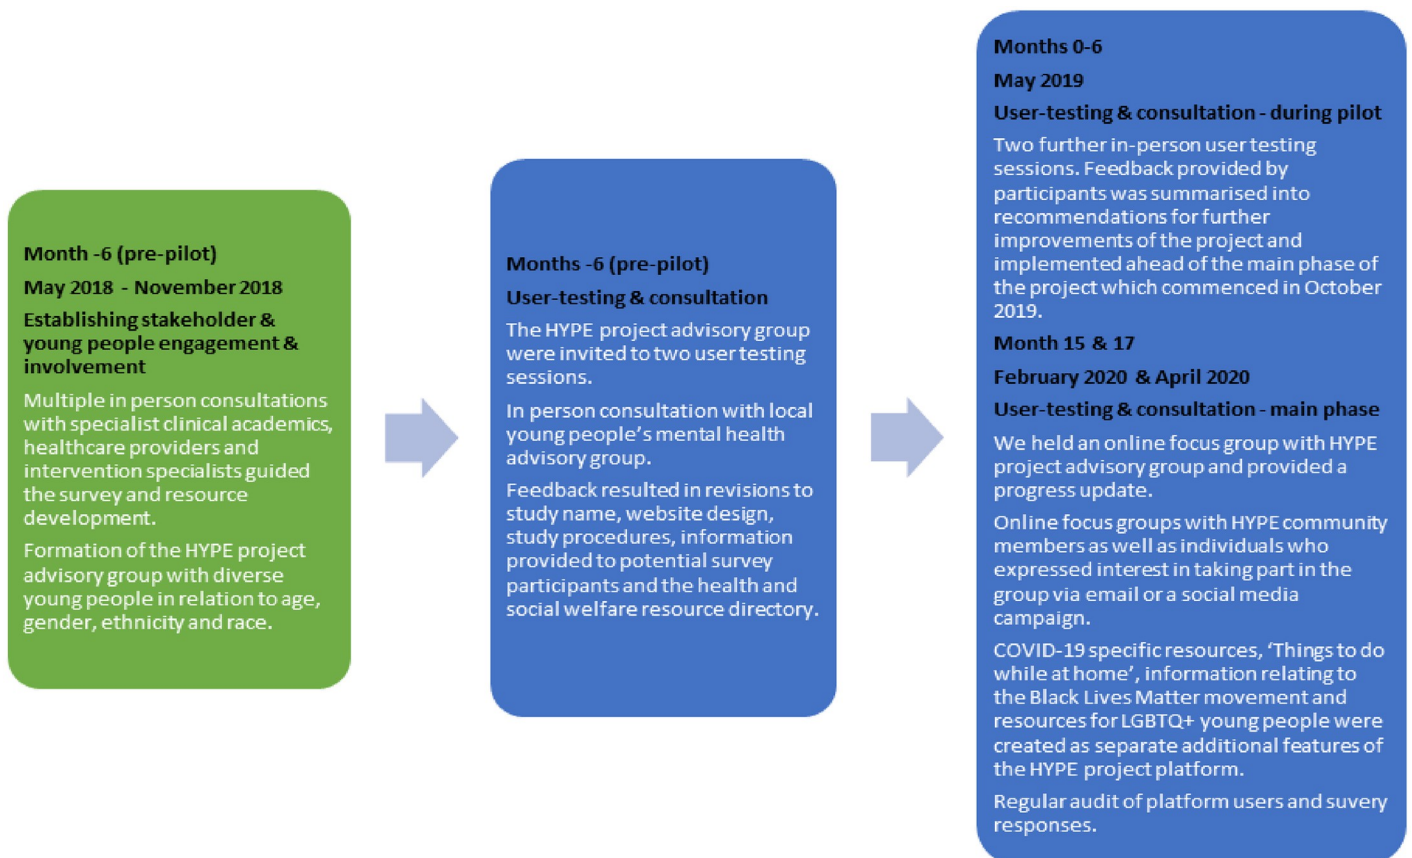 Month -6 (pre-pilot)
May 2018 - November 2018
Establishing stakeholder &
young people engagement &
involvement
Multiple in person consultations
with specialist clinical academics,
healthcare providers and
intervention specialists guided
the survey and resource
development.
Formation of the HYPE project
advisory group with diverse
young people in relation to age,
gender, ethnicity and race.
Months -6 (pre-pilot)
User-testing & consultation
The HYPE project advisory group
were invited to two user testing
sessions.
In person consultation with local
young people's mental health
advisory group.
Feedback resulted in revisions to
study name, website design,
study procedures, information
provided to potential survey
participants and the health and
social welfare resource directory.
Months 0-6
May 2019
User-testing & consultation - during pilot
Two further in-person user testing
sessions. Feedback provided by
participants was summarised into
recommendations for further
improvements of the project and
implemented ahead of the main phase of
the project which commenced in October
2019.
Month 15 & 17
February 2020 & April 2020
User-testing & consultation - main phase
We held an online focus group with HYPE
project advisory group and provided a
progress update.
Online focus groups with HYPE community
members as well as individuals who
expressed interest in taking part in the
group via email or a social media
campaign.
COVID-19 specific resources, 'Things to do
while at home', information relating to
the Black Lives Matter movement and
resources for LGBTQ+ young people were
created as separate additional features of
the HYPE project platform.
Regular audit of platform users and suvery
responses.